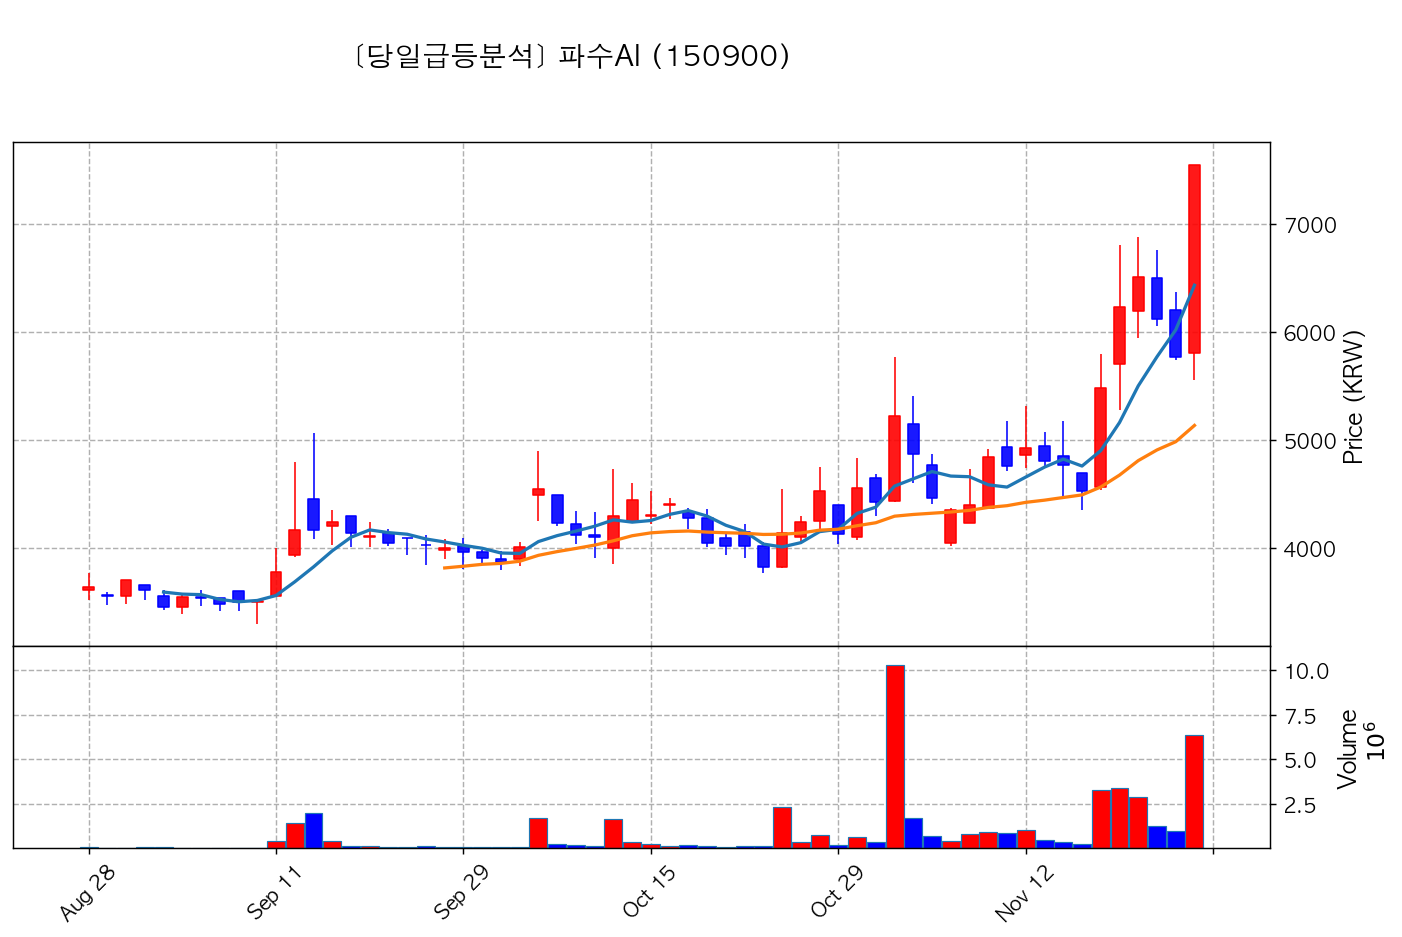 [당일급등분석] 파수AI (150900)
7000
6000
5000
4000
Price (KRW)
10.0
7.5
5.0
2.5
Volume
10^6
Aug 28
Sep 11
Sep 29
Oct 15
Oct 29
Nov 12